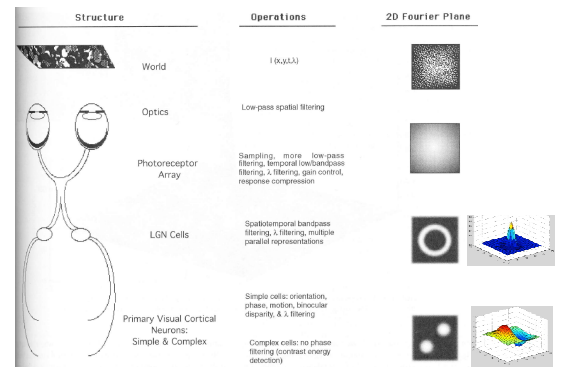 Structure
Operations
2D Fourier Plane
World
I (x,y,t,λ)
Optics
Low-pass spatial filtering
Photoreceptor
Array
Sampling, more low-pass
filtering, temporal low/bandpass
filtering, λ filtering, gain control,
response compression
LGN Cells
Spatiotemporal bandpass
filtering, λ filtering, multiple
parallel representations
Primary Visual Cortical
Neurons:
Simple & Complex
Simple cells: orientation,
phase, motion, binocular
disparity, & λ filtering
Complex cells: no phase
filtering (contrast energy
detection)